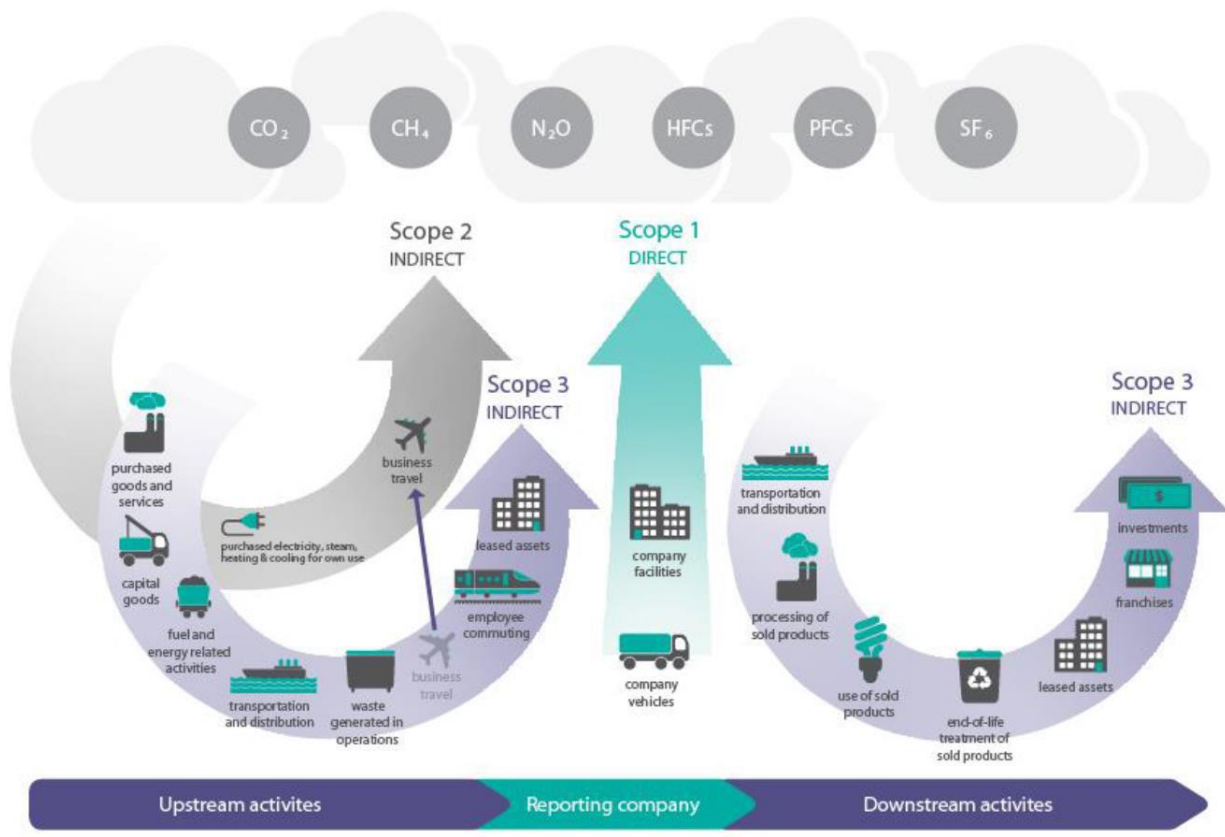 CO₂
CH₄
N₂O
HFCs
PFCs
SF₆
Scope 2
INDIRECT
Scope 1
DIRECT
Scope 3
INDIRECT
Scope 3
INDIRECT
purchased
goods and
services
capital
goods
fuel and
energy related
activities
purchased electricity, steam,
heating & cooling for own use
transportation
and distribution
waste
generated in
operations
business
travel
business
travel
employee
commuting
leased assets
company
facilities
company
vehicles
transportation
and distribution
processing of
sold products
use of sold
products
end-of-life
treatment of
sold products
leased assets
franchises
investments
$
Upstream activites
Reporting company
Downstream activites